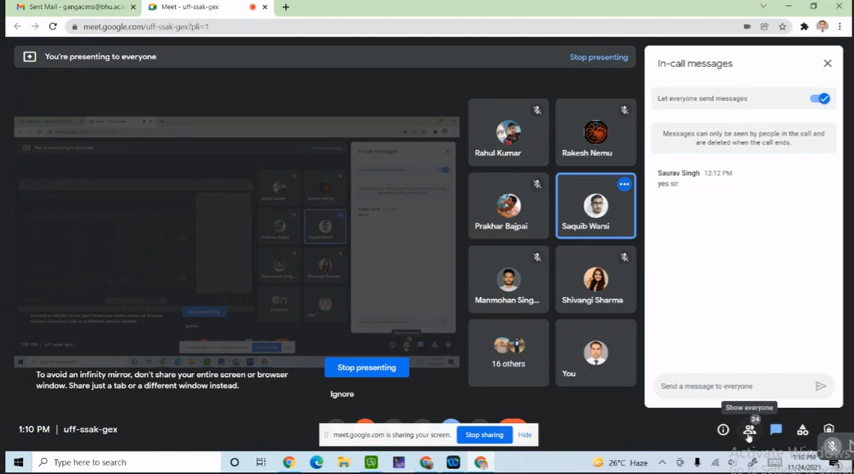 Sent Mail - gangacims@bhu.ac.
Meet - uff-ssak-gex
meet.google.com/uff-ssak-gex?pli=1
You're presenting to everyone
Stop presenting
In-call messages
Let everyone send messages
Messages can only be seen by people in the call and
are deleted when the call ends.
Saurav Singh 12:12 PM
yes sir
Rahul Kumar
Rakesh Nemu
Prakhar Bajpai
Saquib Warsi
Manmohan Sing...
Shivangi Sharma
16 others
You
To avoid an infinity mirror, don't share your entire screen or browser
window. Share just a tab or a different window instead.
Stop presenting
Ignore
Send a message to everyone
Show everyone
24
1:10 PM
uff-ssak-gex
meet.google.com is sharing your screen.
Stop sharing
Hide
Activate Windows
Type here to search
26°C Haze
1:10 PM
11/24/2021